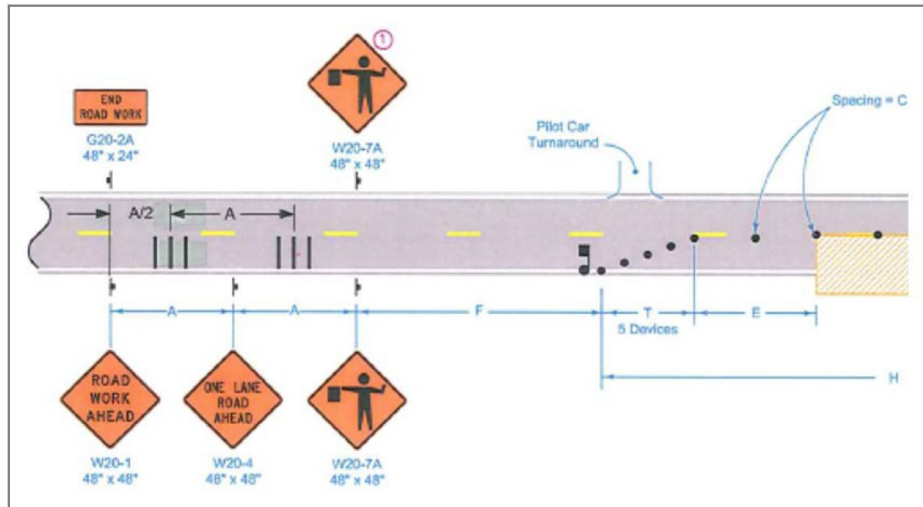 1
END
ROAD WORK
G20-2A
48" x 24"
W20-7A
48" x 48"
Pilot Car
Turnaround
Spacing = C
A/2
A
A
A
F
T
5 Devices
E
H
ROAD
WORK
AHEAD
W20-1
48" x 48"
ONE LANE
ROAD
AHEAD
W20-4
48" x 48"
W20-7A
48" x 48"